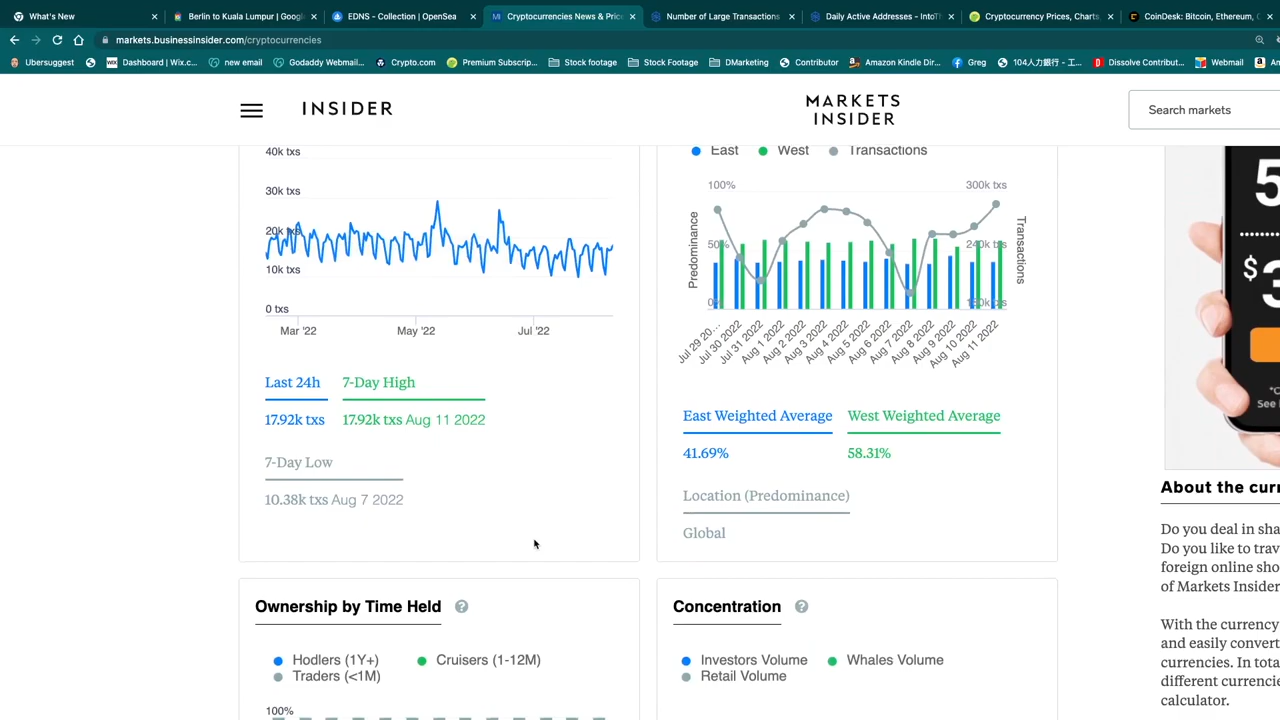 What's New
Berlin to Kuala Lumpur | Googl
EDNS - Collection | OpenSea
Cryptocurrencies News & Price
Number of Large Transactions
Daily Active Addresses - IntoTh
Cryptocurrency Prices, Charts,
CoinDesk: Bitcoin, Ethereum, C
markets.businessinsider.com/cryptocurrencies
Ubersuggest
Dashboard | Wix.c...
new email
Godaddy Webmail...
Crypto.com
Premium Subscrip...
Stock footage
Stock Footage
DMarketing
Contributor
Amazon Kindle Dir...
Greg
104人力銀行 - 工...
Dissolve Contribut...
Webmail
INSIDER
MARKETS
INSIDER
Search markets
40k txs
30k txs
20k txs
10k txs
0 txs
Mar '22
May '22
Jul '22
Last 24h
7-Day High
17.92k txs
17.92k txs Aug 11 2022
7-Day Low
10.38k txs Aug 7 2022
East
West
Transactions
100%
300k txs
Predominance
50%
240k txs
Transactions
0%
180k txs
Jul 29 20...
Jul 30 2022
Jul 31 2022
Aug 1 2022
Aug 2 2022
Aug 3 2022
Aug 4 2022
Aug 5 2022
Aug 6 2022
Aug 7 2022
Aug 8 2022
Aug 9 2022
Aug 10 2022
Aug 11 2022
East Weighted Average
West Weighted Average
41.69%
58.31%
Location (Predominance)
Global
Ownership by Time Held
?
Hodlers (1Y+)
Cruisers (1-12M)
Traders (<1M)
100%
Concentration
?
Investors Volume
Whales Volume
Retail Volume
5
$3
See
About the curr
Do you deal in sha
Do you like to trav
foreign online sho
of Markets Insider
With the currency
and easily convert
currencies. In tota
different currencie
calculator.